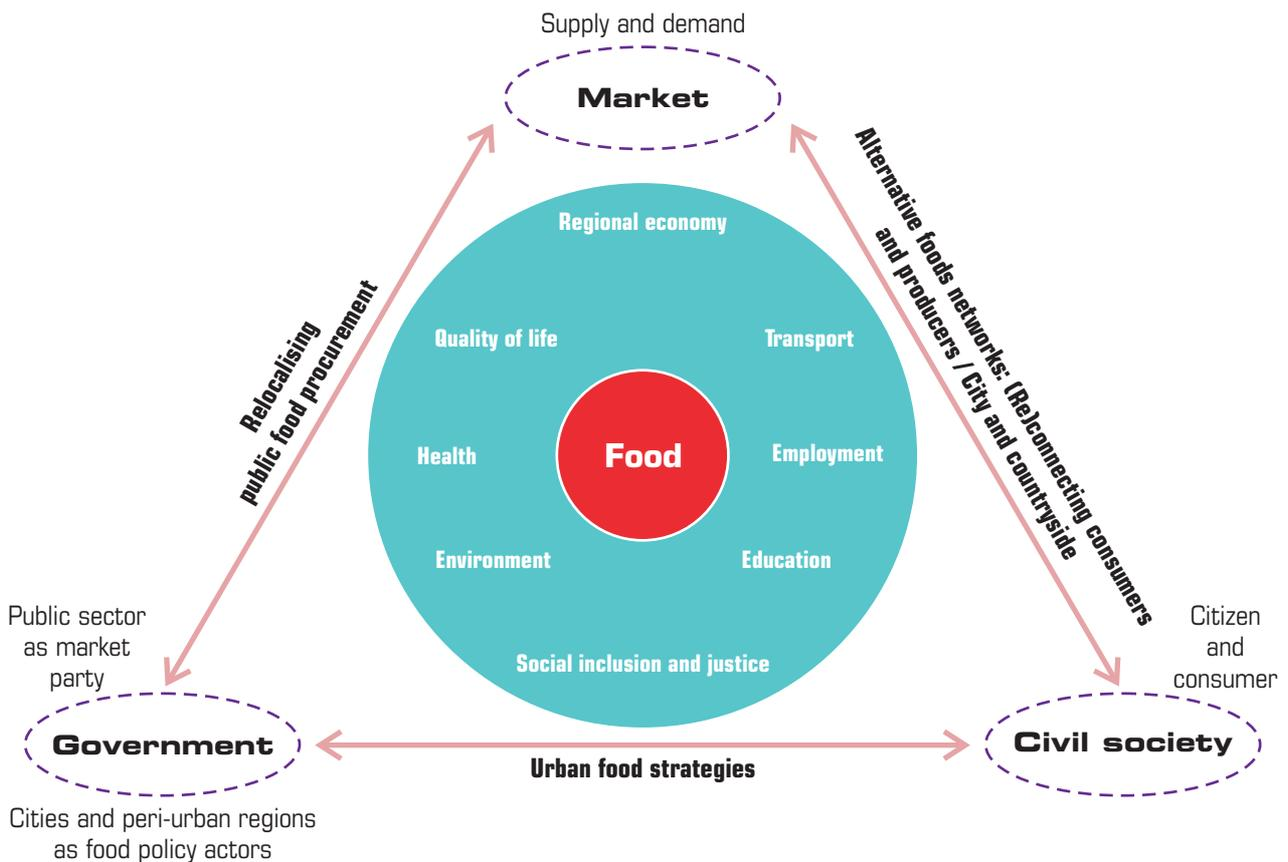 Supply and demand
Market
Relocalising
public food procurement
Alternative foods networks: (Re)connecting consumers
and producers / City and countryside
Regional economy
Quality of life
Transport
Health
Food
Employment
Environment
Education
Social inclusion and justice
Public sector
as market
party
Government
Cities and peri-urban regions
as food policy actors
Urban food strategies
Citizen
and
consumer
Civil society